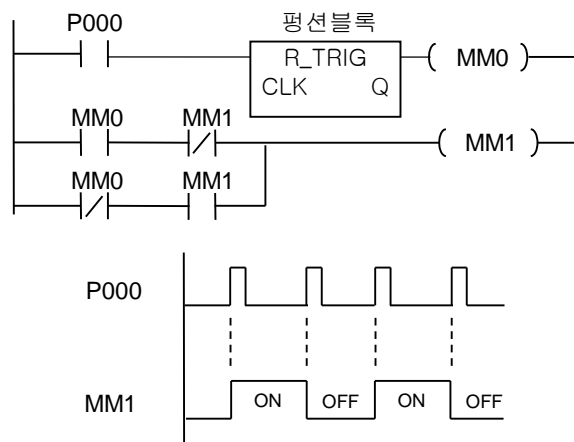 P000
펑션블록
R_TRIG
CLK Q
MM0
MM0 MM1
MM1
MM0 MM1
P000
MM1
ON OFF ON OFF